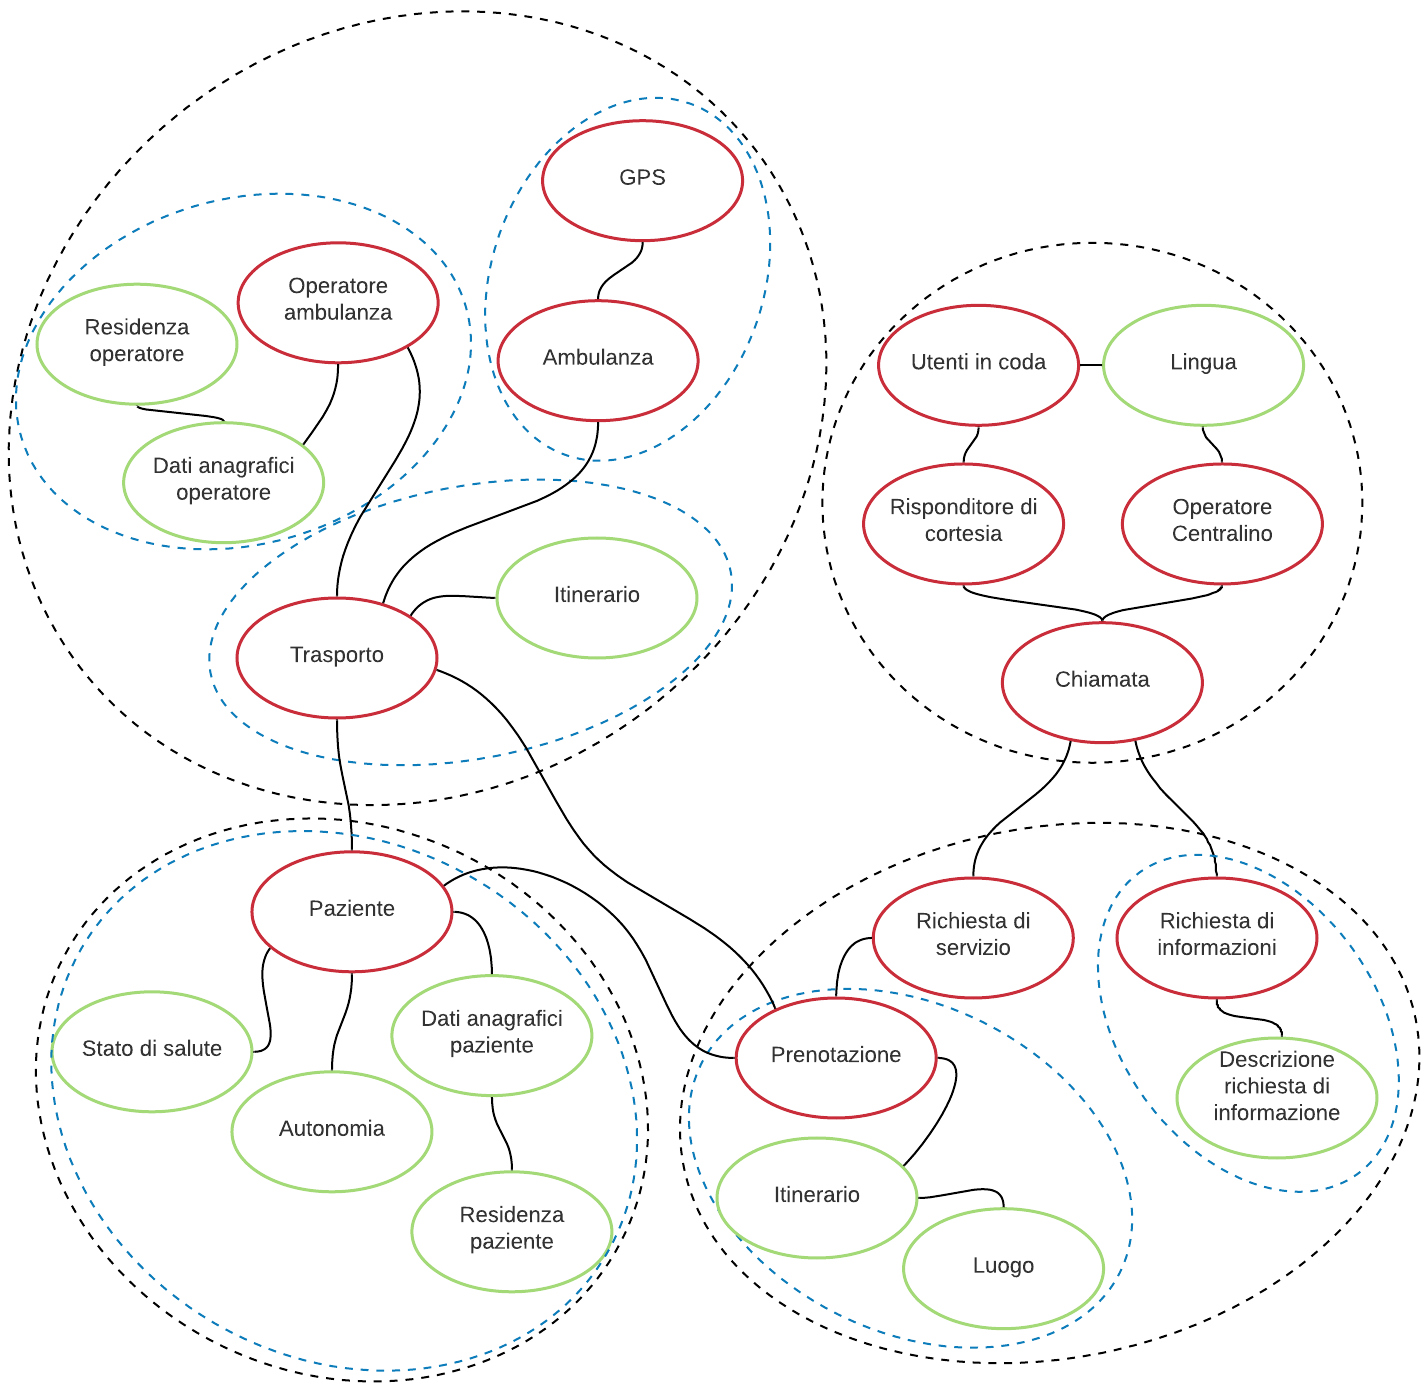 GPS
Operatore
ambulanza
Residenza
operatore
Ambulanza
Dati anagrafici
operatore
Itinerario
Trasporto
Utenti in coda
Lingua
Risponditore di
cortesia
Operatore
Centralino
Chiamata
Paziente
Stato di salute
Dati anagrafici
paziente
Autonomia
Residenza
paziente
Richiesta di
servizio
Richiesta di
informazioni
Prenotazione
Descrizione
richiesta di
informazione
Itinerario
Luogo